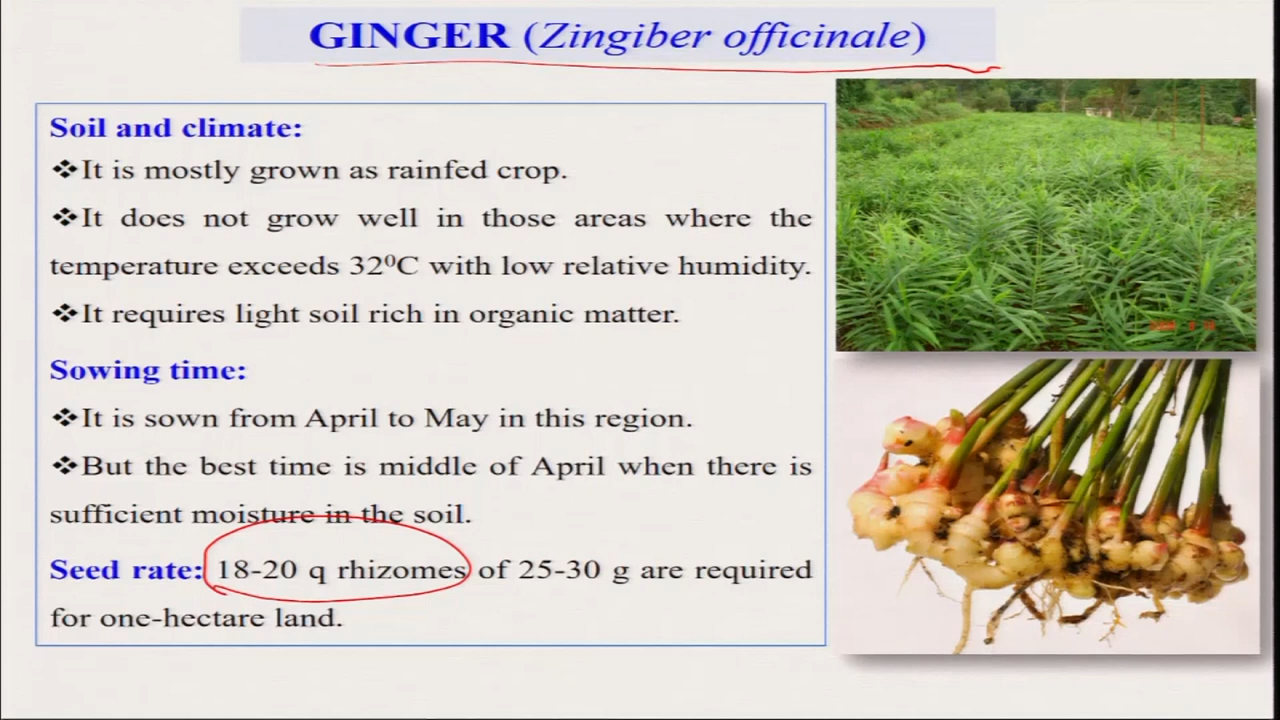 GINGER (Zingiber officinale)
Soil and climate:
❖It is mostly grown as rainfed crop.
❖It does not grow well in those areas where the
temperature exceeds 32⁰C with low relative humidity.
❖It requires light soil rich in organic matter.
Sowing time:
❖It is sown from April to May in this region.
❖But the best time is middle of April when there is
sufficient moisture in the soil.
Seed rate: 18-20 q rhizomes of 25-30 g are required
for one-hectare land.